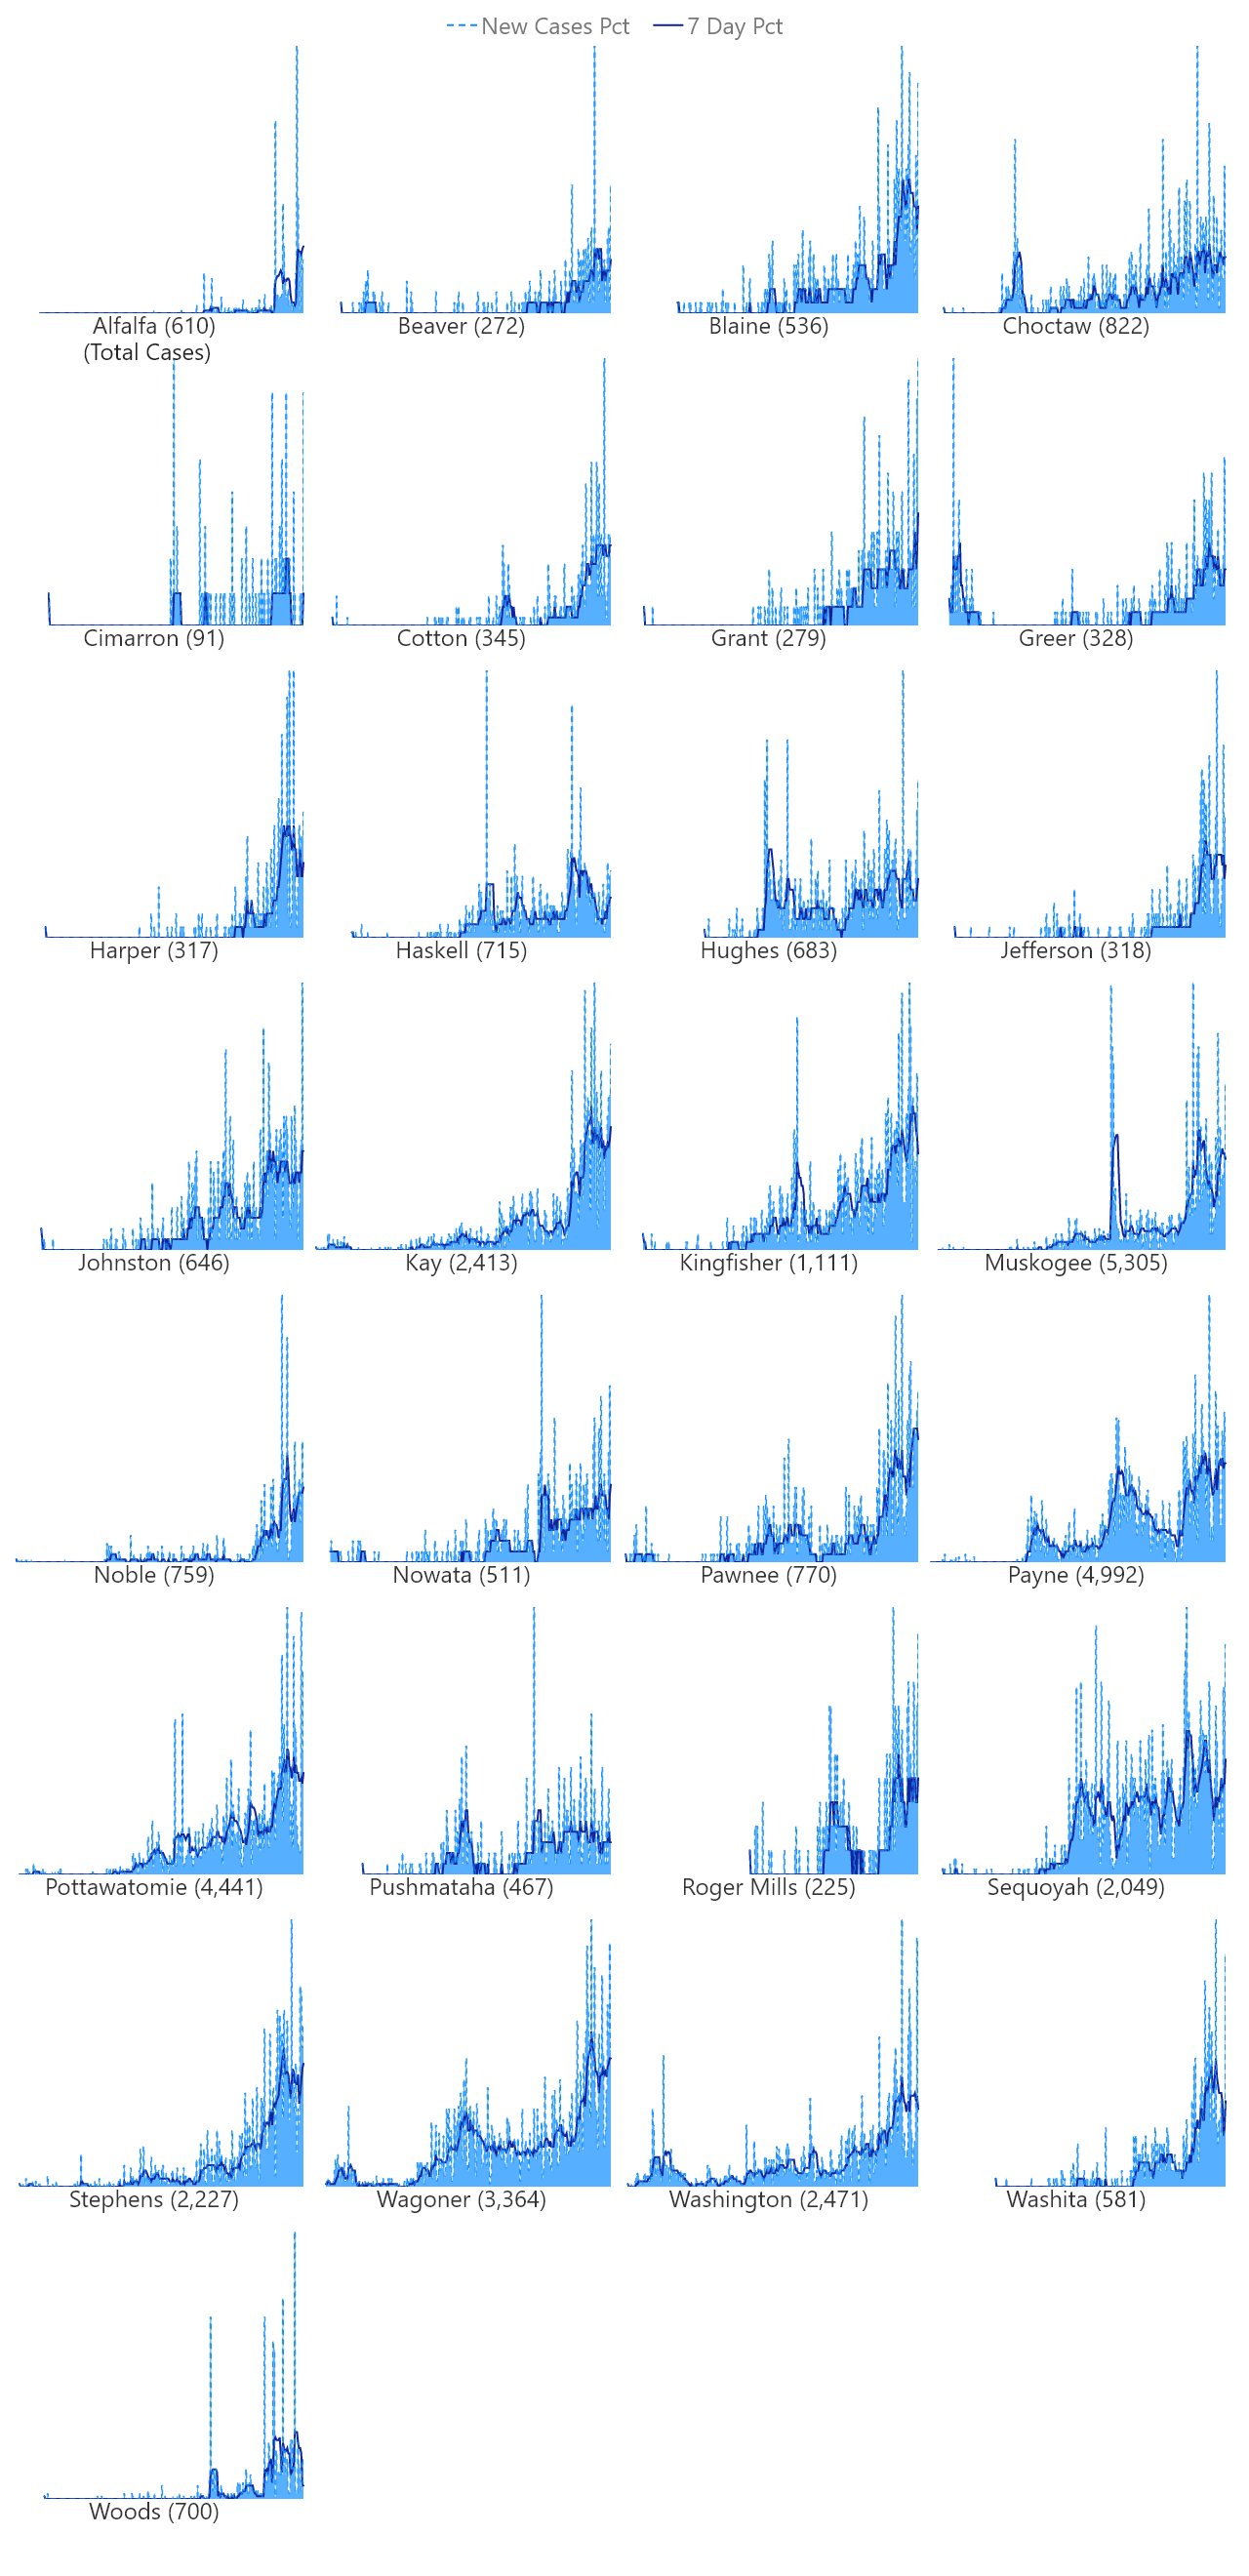 New Cases Pct 7 Day Pct
Alfalfa (610) Beaver (272) Blaine (536) Choctaw (822)
(Total Cases)
Cimarron (91) Cotton (345) Grant (279) Greer (328)
Harper (317) Haskell (715) Hughes (683) Jefferson (318)
Johnston (646) Kay (2,413) Kingfisher (1,111) Muskogee (5,305)
Noble (759) Nowata (511) Pawnee (770) Payne (4,992)
Pottawatomie (4,441) Pushmataha (467) Roger Mills (225) Sequoyah (2,049)
Stephens (2,227) Wagoner (3,364) Washington (2,471) Washita (581)
Woods (700)